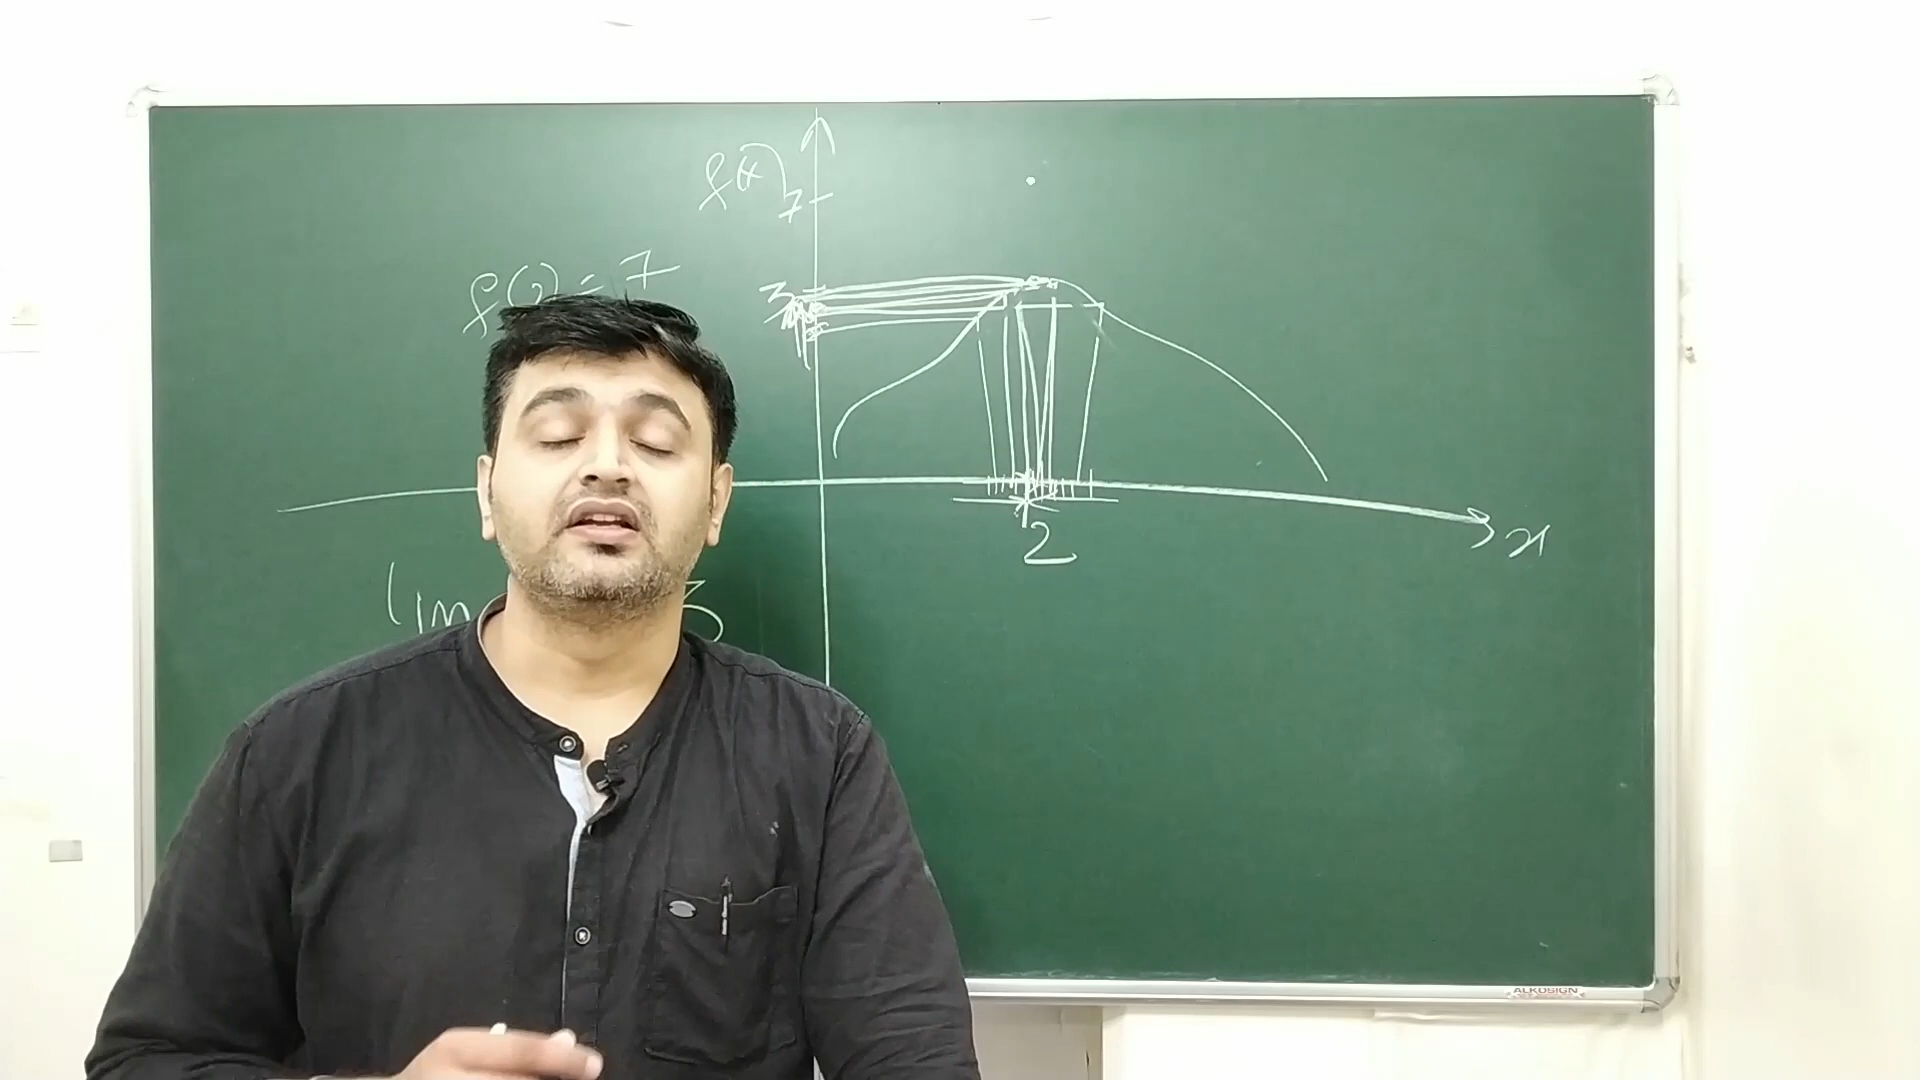 f(x)
7
f(2) = 7
3
2
x
lim 3
ALKOSIGN